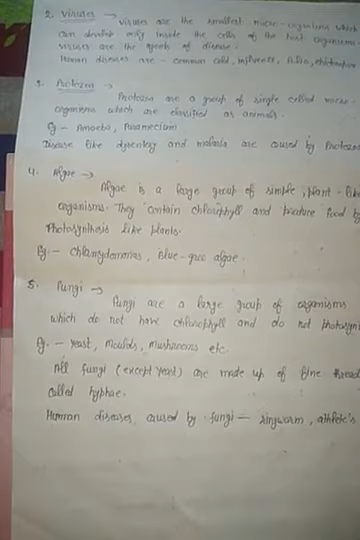 2. Viruses → Viruses are the smallest micro-organisms which
can develop only inside the cells of the host organisms
viruses are the agents of disease.
Human diseases are - common cold, influenza, Polio,
3. Protozoa →
Protozoa are a group of single celled micro-
organisms which are classified as animals.
Eg - Amoeba, Paramecium
Disease like dysentery and malaria are caused by Protozoa
4. Algae →
Algae is a large group of simple, plant-like
organisms. They contain chlorophyll and produce food by
Photosynthesis like plants.
Eg:- Chlamydomonas, Blue-green algae.
5. Fungi →
Fungi are a large group of organisms
which do not have chlorophyll and do not photosyn
Eg. - Yeast, Moulds, Mushrooms etc.
All fungi (except yeast) are made up of fine thread
called hyphae.
Human diseases caused by fungi - ringworm, athlete's